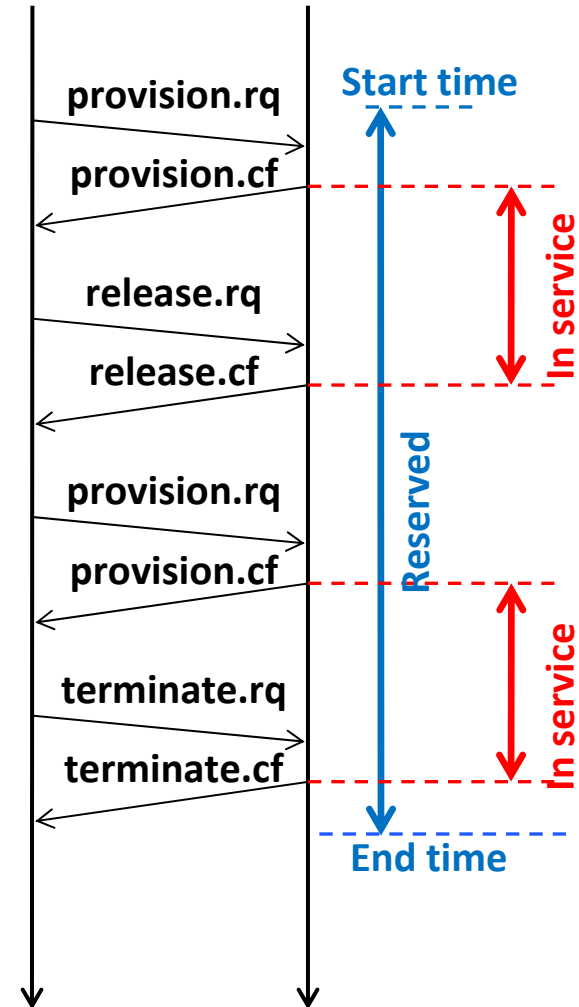 provision.rq
Start time
provision.cf
In service
release.rq
release.cf
Reserved
provision.rq
provision.cf
In service
terminate.rq
terminate.cf
End time